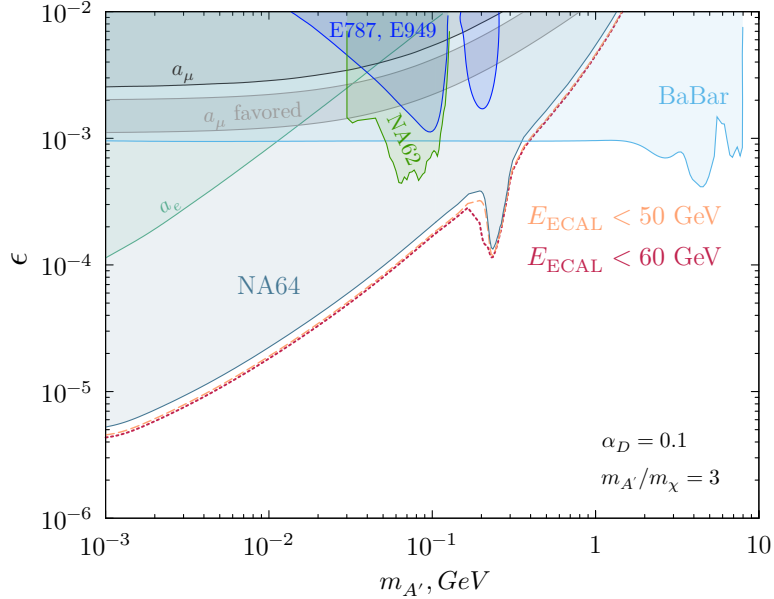 10⁻²
E787, E949
a_μ
BaBar
a_μ favored
10⁻³
NA62
a_e
E_ECAL < 50 GeV
ϵ
10⁻⁴
E_ECAL < 60 GeV
NA64
10⁻⁵
α_D = 0.1
m_A′/m_χ = 3
10⁻⁶
10⁻³ 10⁻² 10⁻¹ 1 10
m_A′, GeV